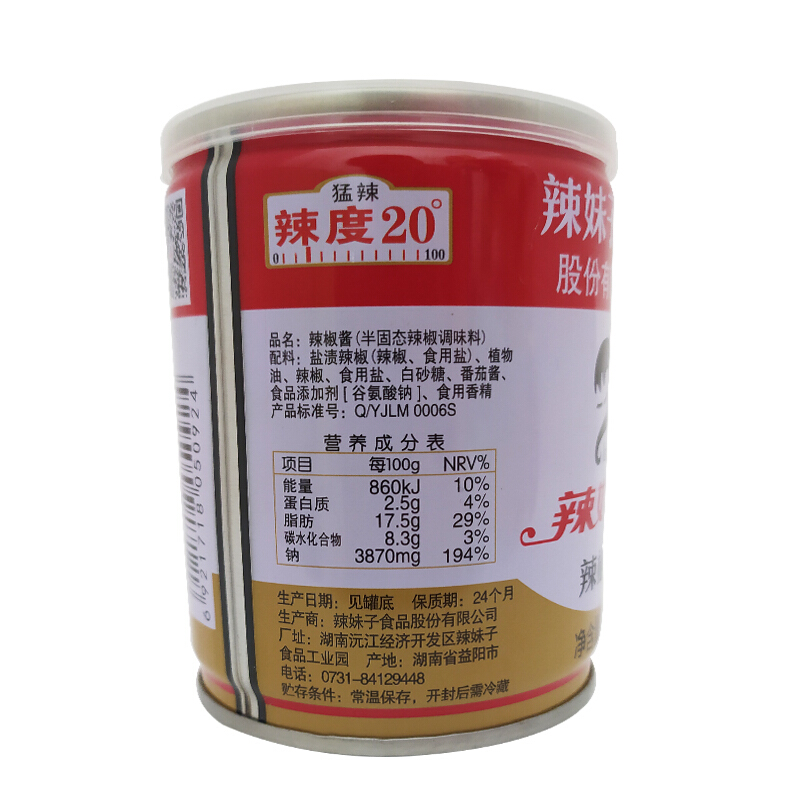 猛辣
辣度20°
0 100
品名：辣椒酱(半固态辣椒调味料)
配料：盐渍辣椒(辣椒、食用盐)、植物
油、辣椒、食用盐、白砂糖、番茄酱、
食品添加剂[谷氨酸钠]、食用香精
产品标准号：Q/YJLM 0006S
营养成分表
项目 每100g NRV%
能量 860kJ 10%
蛋白质 2.5g 4%
脂肪 17.5g 29%
碳水化合物 8.3g 3%
钠 3870mg 194%
生产日期：见罐底 保质期：24个月
生产商：辣妹子食品股份有限公司
厂址：湖南沅江经济开发区辣妹子
食品工业园 产地：湖南省益阳市
电话：0731-84129448
贮存条件：常温保存，开封后需冷藏
6921718050924
辣妹子
股份有
辣妹
辣椒
净含